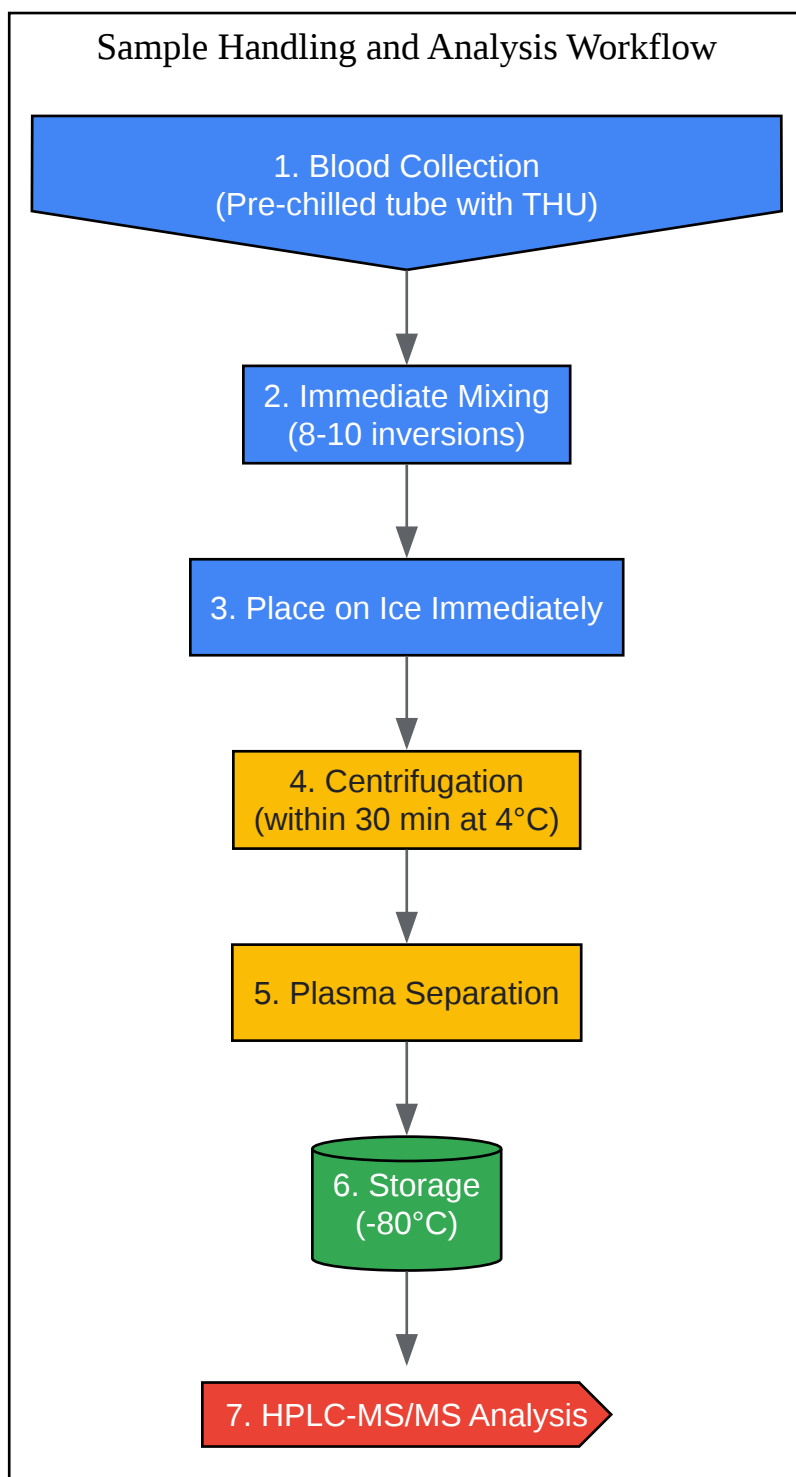 Sample Handling and Analysis Workflow
1. Blood Collection
(Pre-chilled tube with THU)
2. Immediate Mixing
(8-10 inversions)
3. Place on Ice Immediately
4. Centrifugation
(within 30 min at 4°C)
5. Plasma Separation
6. Storage
(-80°C)
7. HPLC-MS/MS Analysis